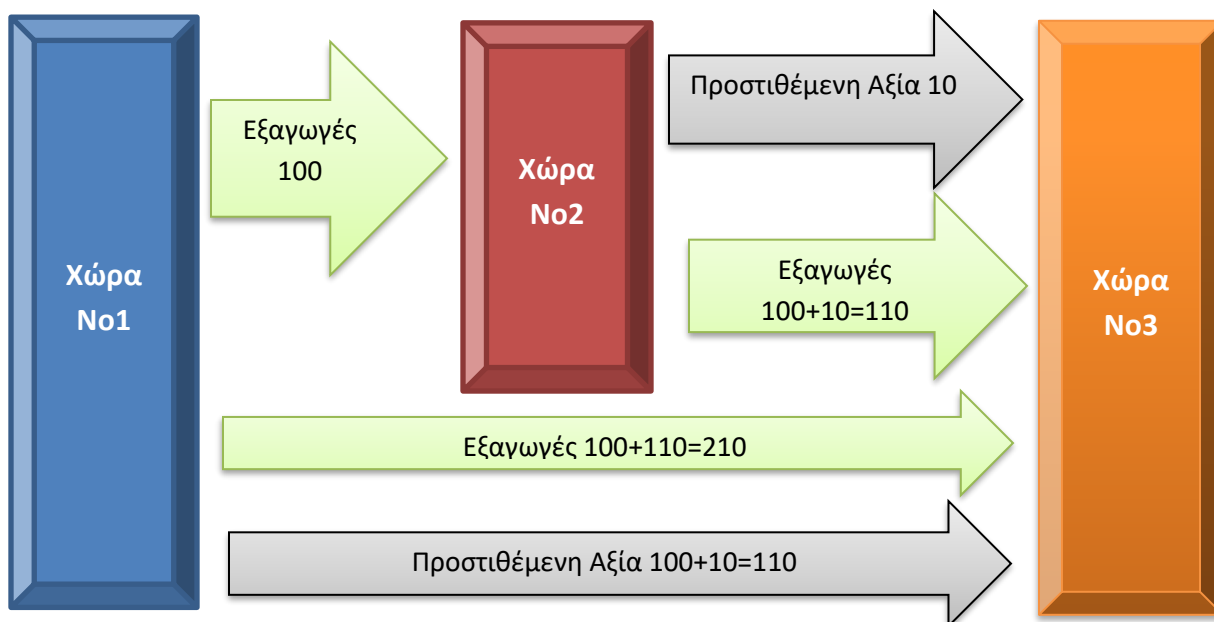 Χώρα
Νο1
Εξαγωγές
100
Χώρα
Νο2
Προστιθέμενη Αξία 10
Εξαγωγές
100+10=110
Χώρα
Νο3
Εξαγωγές 100+110=210
Προστιθέμενη Αξία 100+10=110